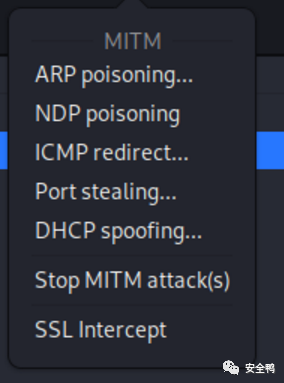 MITM
ARP poisoning...
NDP poisoning
ICMP redirect...
Port stealing...
DHCP spoofing...
Stop MITM attack(s)
SSL Intercept
安全鸭